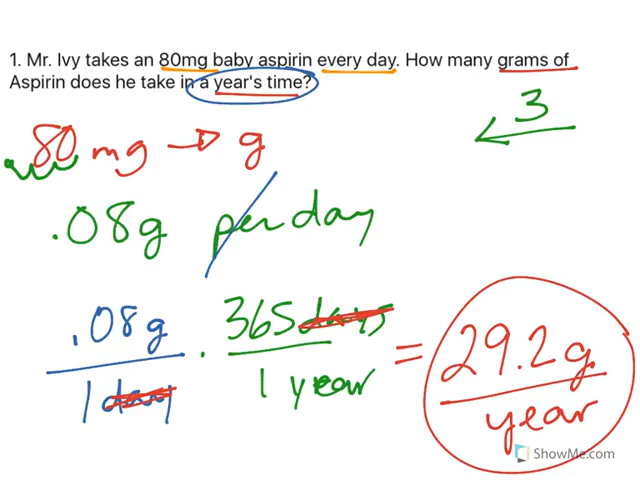 1. Mr. Ivy takes an 80mg baby aspirin every day. How many grams of
Aspirin does he take in a year's time?
3
80 mg → g
.08g per day
.08g / 1 day · 365 days / 1 year = 29.2g / year
ShowMe.com